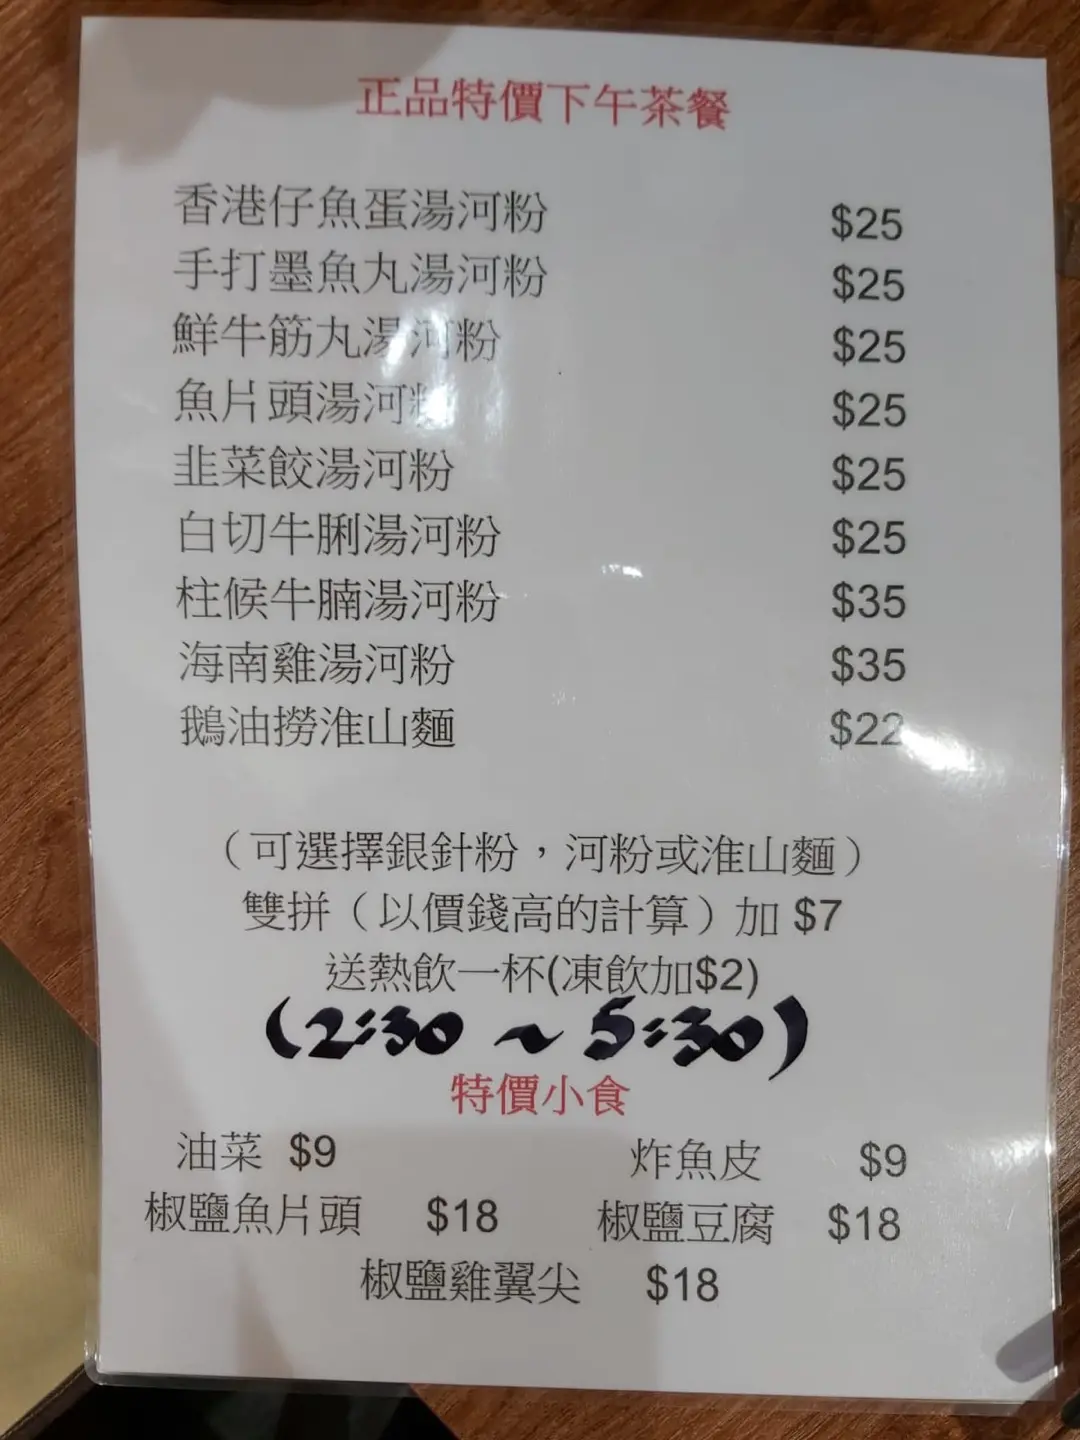 正品特價下午茶餐
香港仔魚蛋湯河粉 $25
手打墨魚丸湯河粉 $25
鮮牛筋丸湯河粉 $25
魚片頭湯河粉 $25
韭菜餃湯河粉 $25
白切牛脷湯河粉 $25
柱候牛腩湯河粉 $35
海南雞湯河粉 $35
鵝油撈淮山麵 $22
（可選擇銀針粉，河粉或淮山麵）
雙拼（以價錢高的計算）加 $7
送熱飲一杯(凍飲加$2)
(2:30 ~ 5:30)
特價小食
油菜 $9 炸魚皮 $9
椒鹽魚片頭 $18 椒鹽豆腐 $18
椒鹽雞翼尖 $18